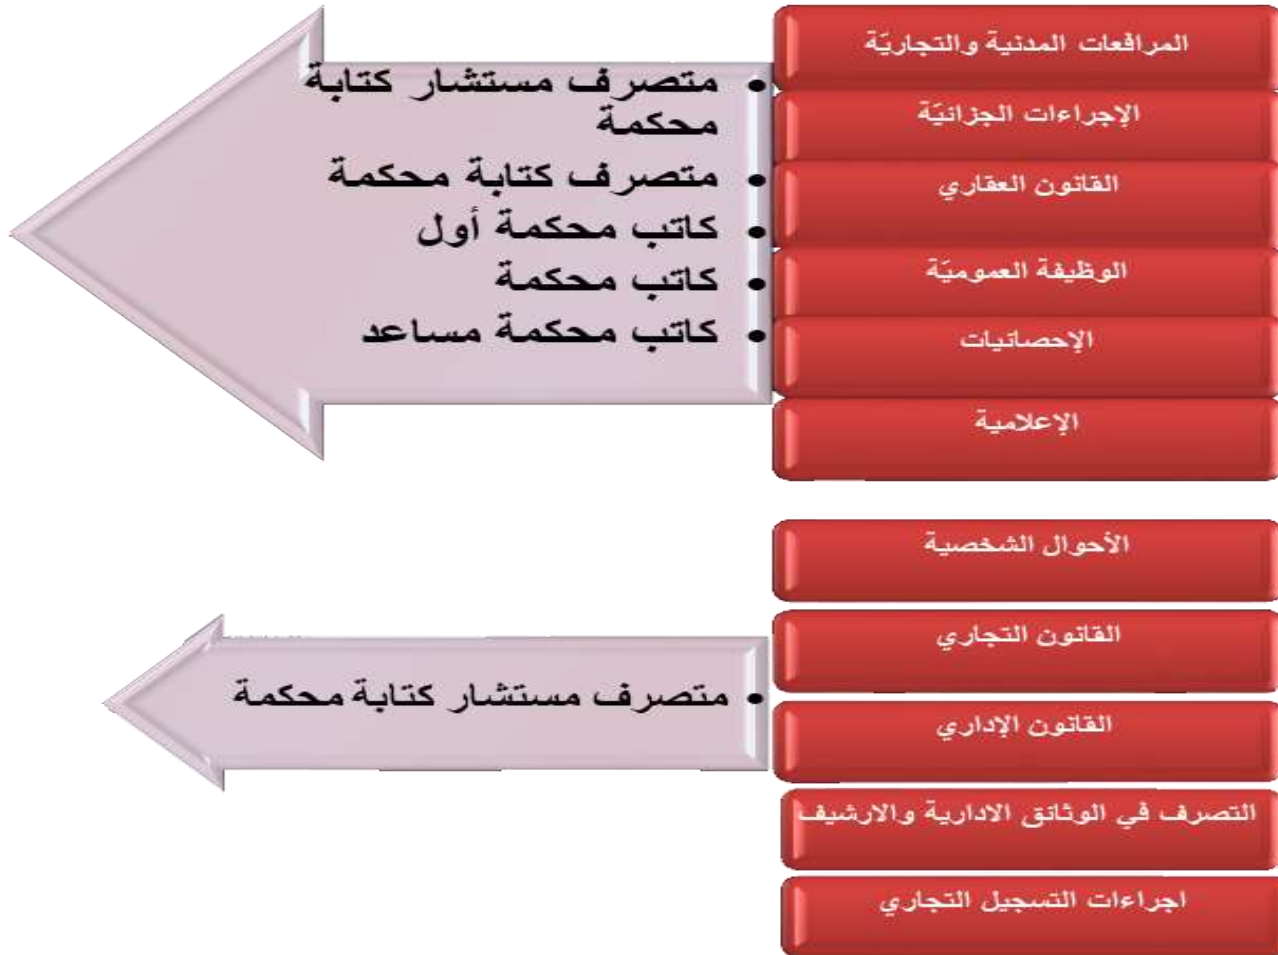 المرافعات المدنية والتجاريّة
الإجراءات الجزائيّة
القانون العقاري
الوظيفة العموميّة
الإحصائيات
الإعلامية
• متصرف مستشار كتابة
محكمة
• متصرف كتابة محكمة
• كاتب محكمة أول
• كاتب محكمة
• كاتب محكمة مساعد
الأحوال الشخصية
القانون التجاري
القانون الإداري
التصرف في الوثائق الادارية والارشيف
اجراءات التسجيل التجاري
• متصرف مستشار كتابة محكمة